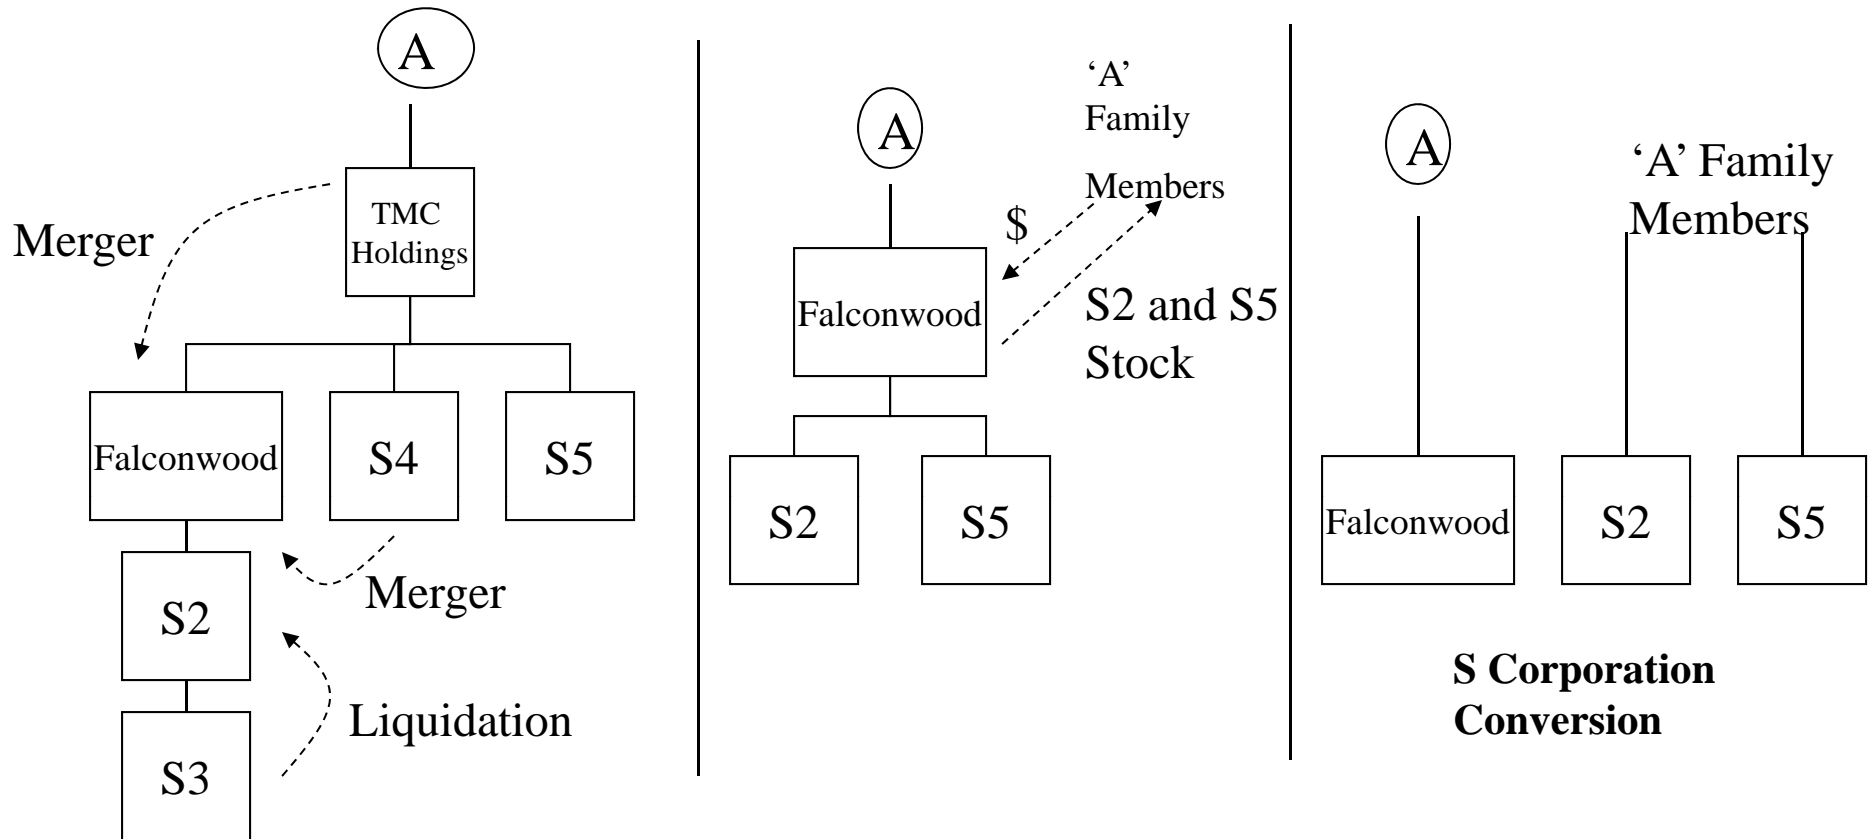 A
TMC
Holdings
Merger
Falconwood
S4
S5
S2
Merger
Liquidation
S3
A
‘A’
Family
Members
$
Falconwood
S2 and S5
Stock
S2
S5
A
‘A’ Family
Members
Falconwood
S2
S5
S Corporation
Conversion